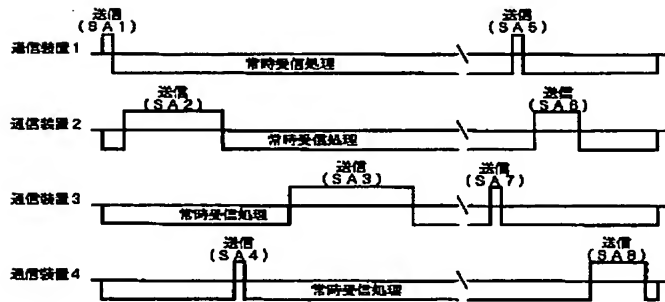 送信
(SA1)
送信
(SA5)
通信装置1
常時受信処理
送信
(SA2)
送信
(SA6)
通信装置2
常時受信処理
送信
(SA3)
送信
(SA7)
通信装置3
常時受信処理
送信
(SA4)
送信
(SA8)
通信装置4
常時受信処理